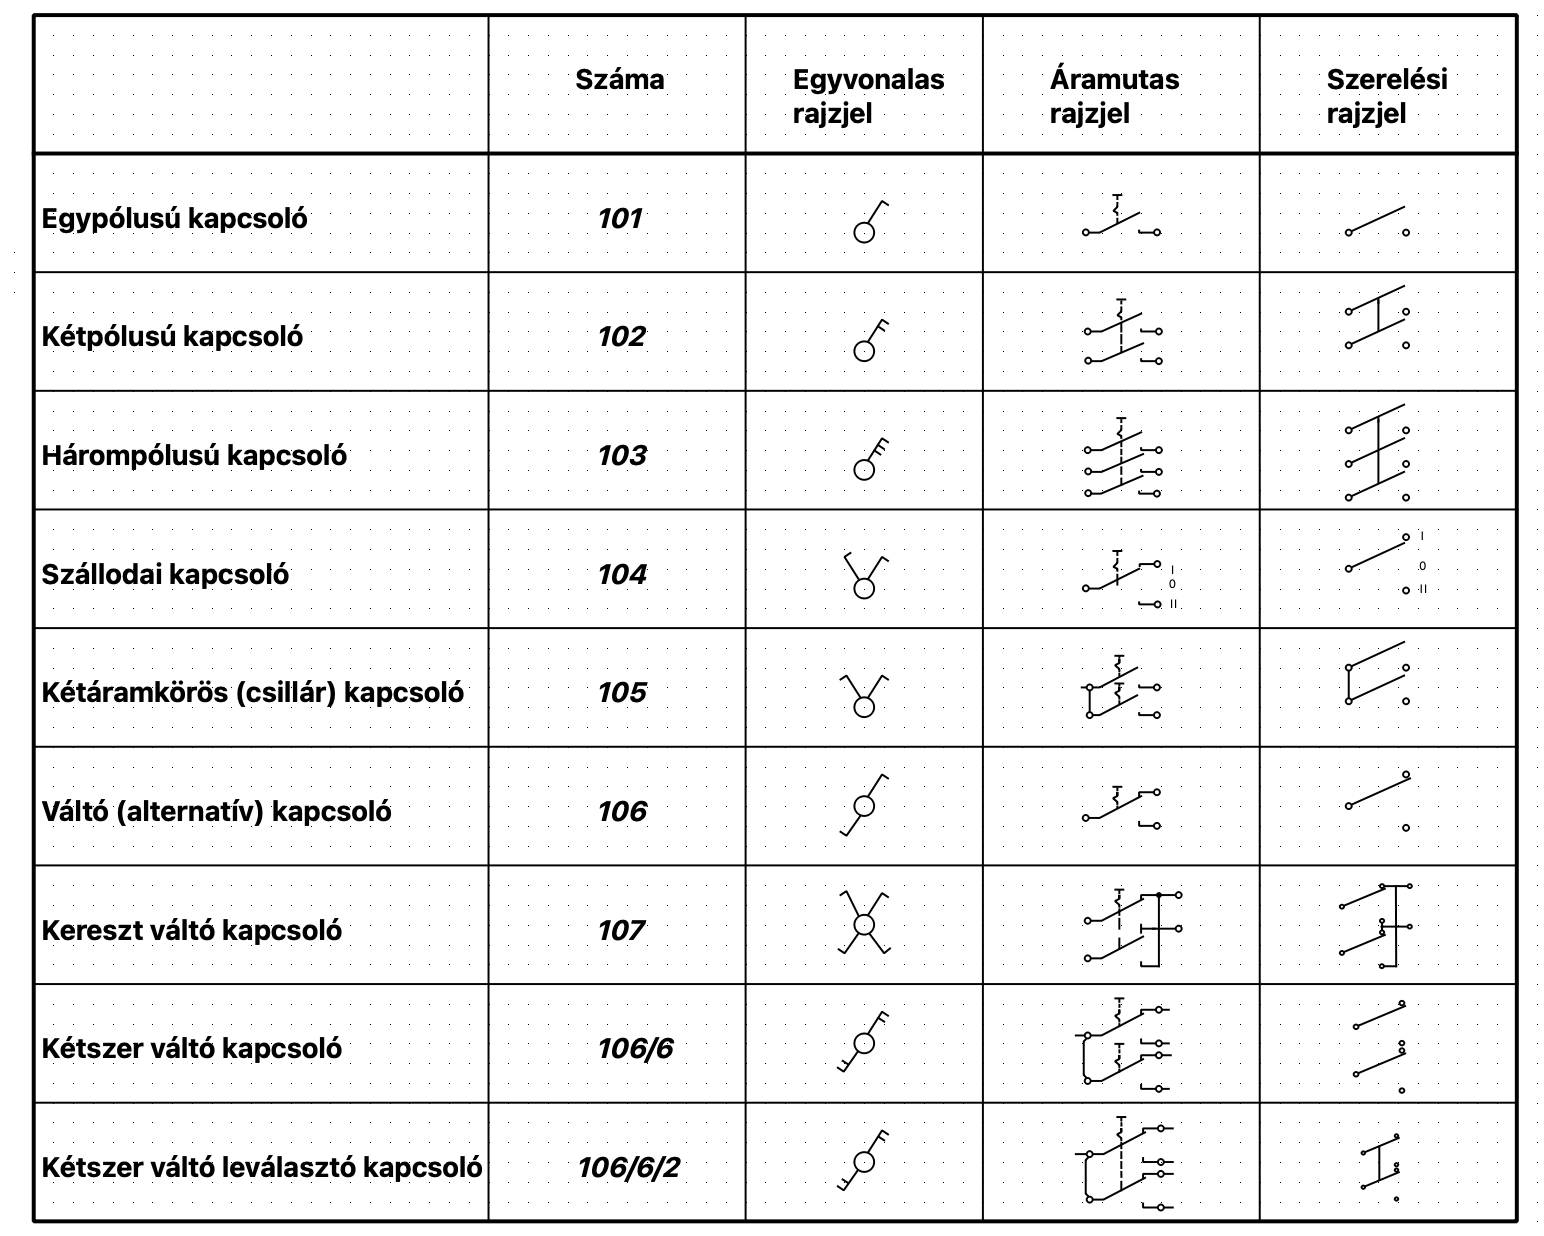 Száma
Egyvonalas
rajzjel
Áramutas
rajzjel
Szerelési
rajzjel
Egypólusú kapcsoló
101
Kétpólusú kapcsoló
102
Hárompólusú kapcsoló
103
Szállodai kapcsoló
104
I
0
II
I
0
II
Kétáramkörös (csillár) kapcsoló
105
Váltó (alternatív) kapcsoló
106
Kereszt váltó kapcsoló
107
Kétszer váltó kapcsoló
106/6
Kétszer váltó leválasztó kapcsoló
106/6/2